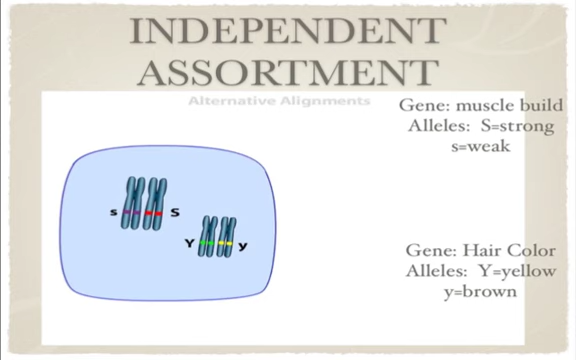 INDEPENDENT
ASSORTMENT
Alternative Alignments
Gene: muscle build
Alleles: S=strong
s=weak
s S
Y y
Gene: Hair Color
Alleles: Y=yellow
y=brown